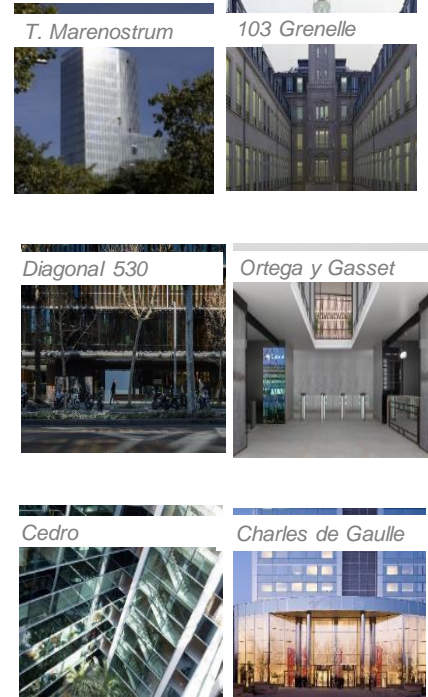 T. Marenostrum
103 Grenelle
Diagonal 530
Ortega y Gasset
Cedro
Charles de Gaulle